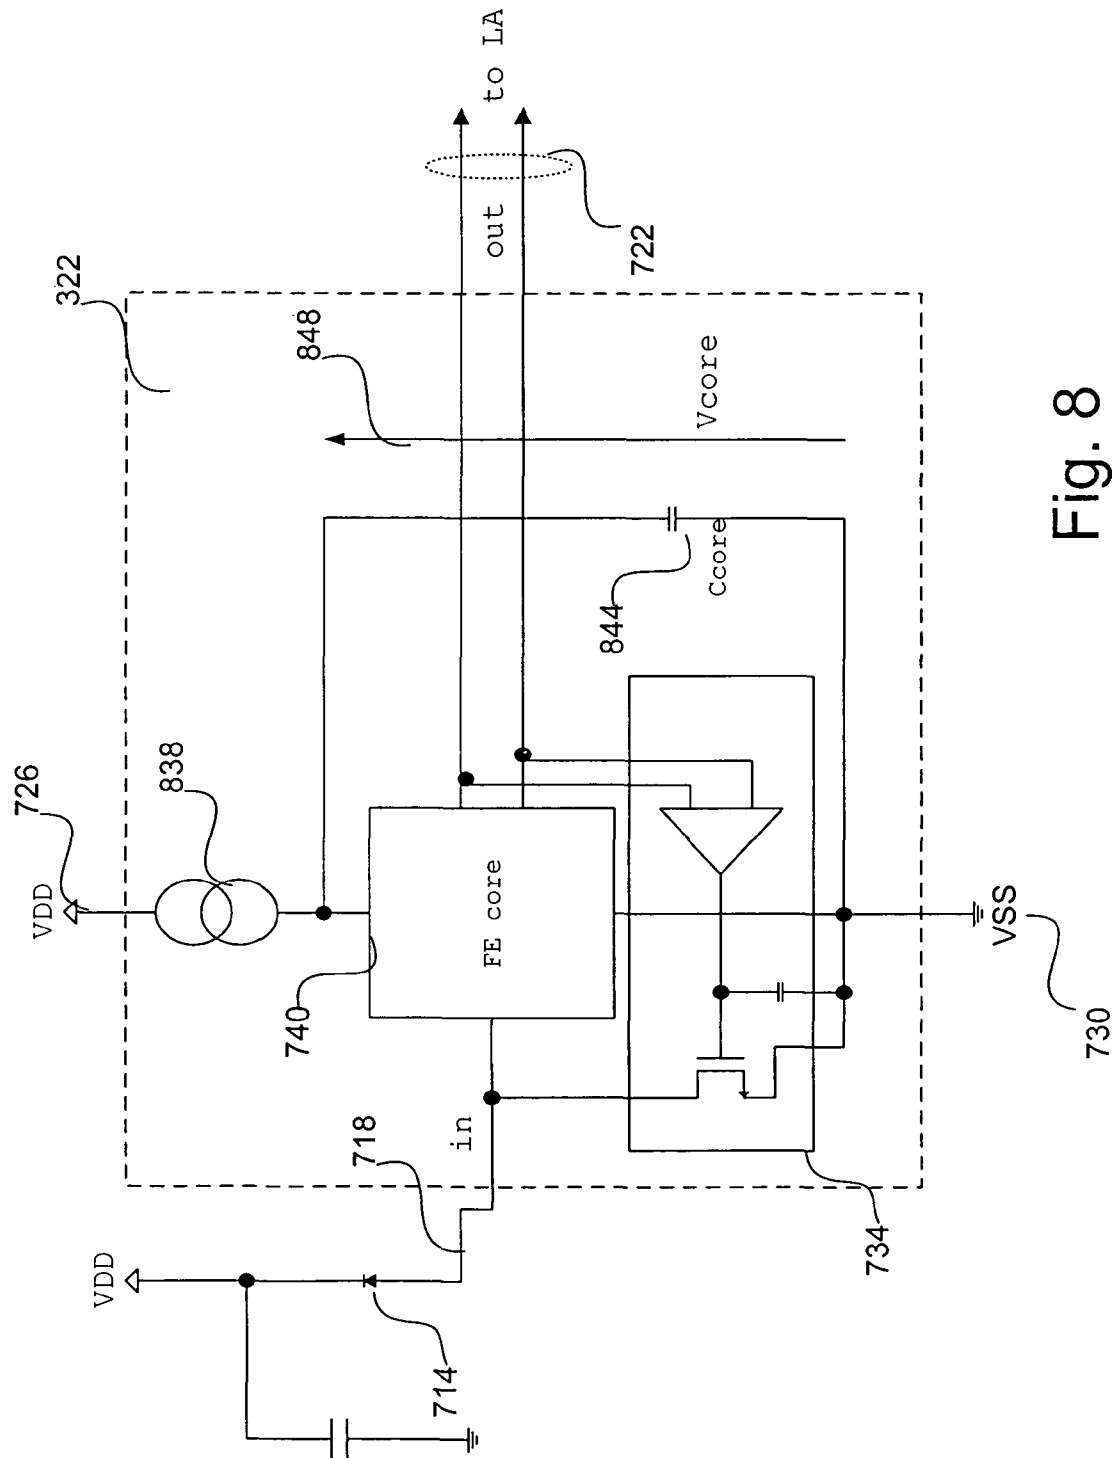 VDD
726
838
322
848
to LA
out
722
740
FE core
Vcore
844
Ccore
VSS
730
in
718
734
VDD
714
Fig. 8